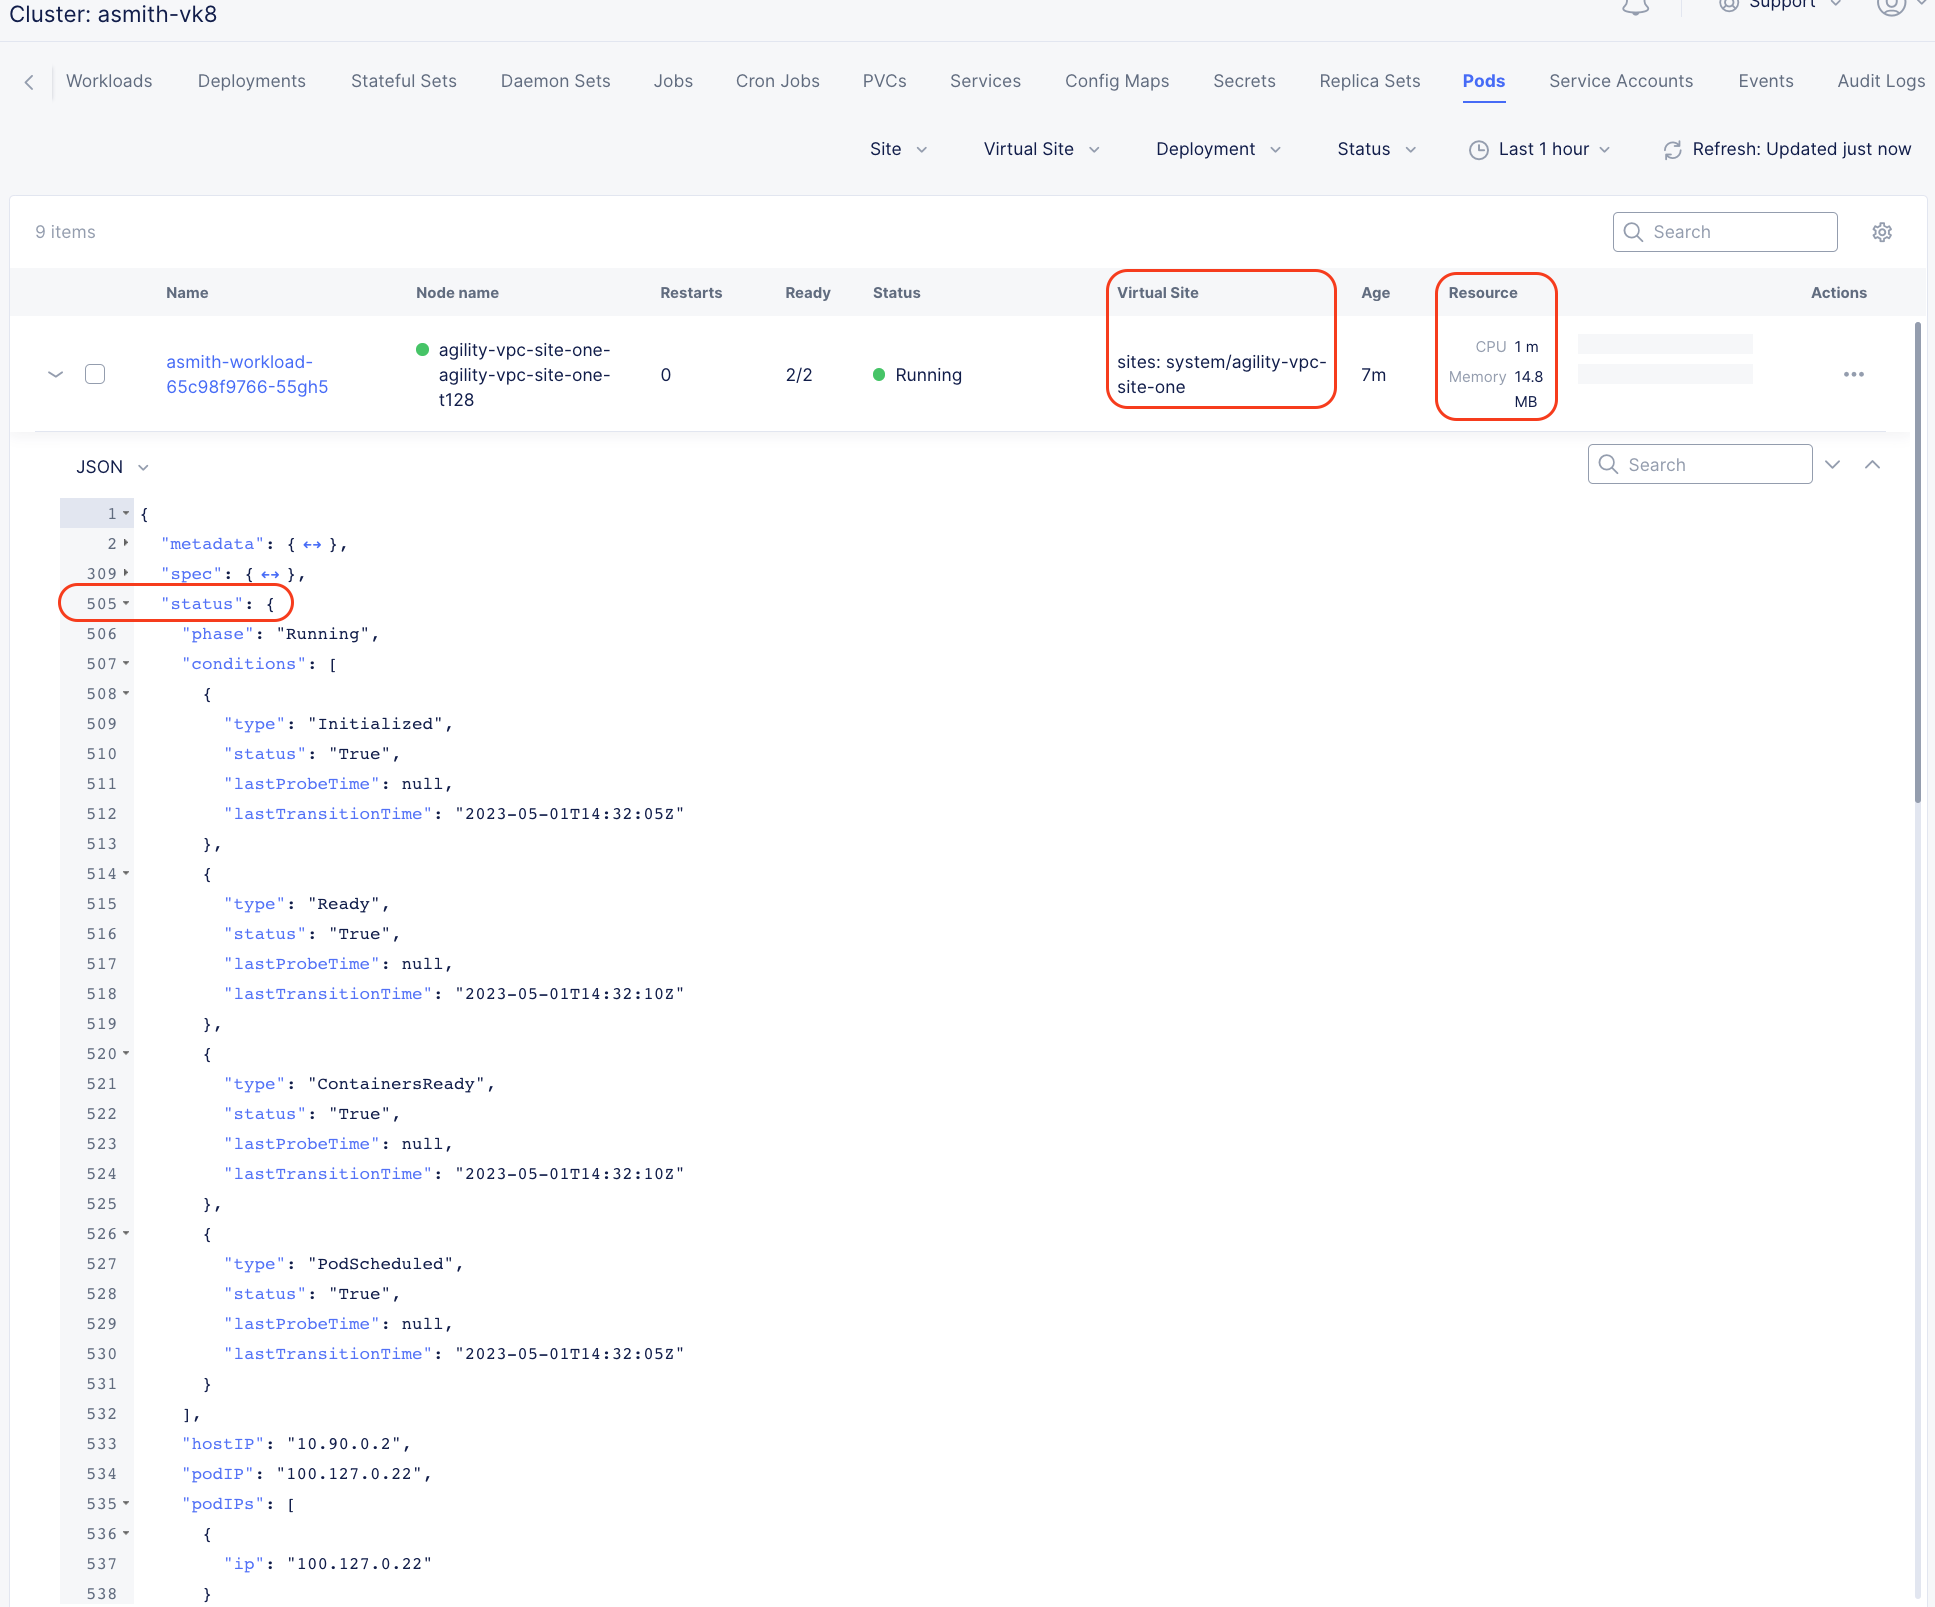 Cluster: asmith-vk8
Support
Workloads Deployments Stateful Sets Daemon Sets Jobs Cron Jobs PVCs Services Config Maps Secrets Replica Sets Pods Service Accounts Events Audit Logs
Site Virtual Site Deployment Status Last 1 hour Refresh: Updated just now
9 items Search
Name Node name Restarts Ready Status Virtual Site Age Resource Actions
asmith-workload-
65c98f9766-55gh5
agility-vpc-site-one-
agility-vpc-site-one-
t128
0
2/2
Running
sites: system/agility-vpc-
site-one
7m
CPU 1 m
Memory 14.8
MB
JSON Search
1 {
2 "metadata": { ↔ },
309 "spec": { ↔ },
505 "status": {
506 "phase": "Running",
507 "conditions": [
508 {
509 "type": "Initialized",
510 "status": "True",
511 "lastProbeTime": null,
512 "lastTransitionTime": "2023-05-01T14:32:05Z"
513 },
514 {
515 "type": "Ready",
516 "status": "True",
517 "lastProbeTime": null,
518 "lastTransitionTime": "2023-05-01T14:32:10Z"
519 },
520 {
521 "type": "ContainersReady",
522 "status": "True",
523 "lastProbeTime": null,
524 "lastTransitionTime": "2023-05-01T14:32:10Z"
525 },
526 {
527 "type": "PodScheduled",
528 "status": "True",
529 "lastProbeTime": null,
530 "lastTransitionTime": "2023-05-01T14:32:05Z"
531 }
532 ],
533 "hostIP": "10.90.0.2",
534 "podIP": "100.127.0.22",
535 "podIPs": [
536 {
537 "ip": "100.127.0.22"
538 }